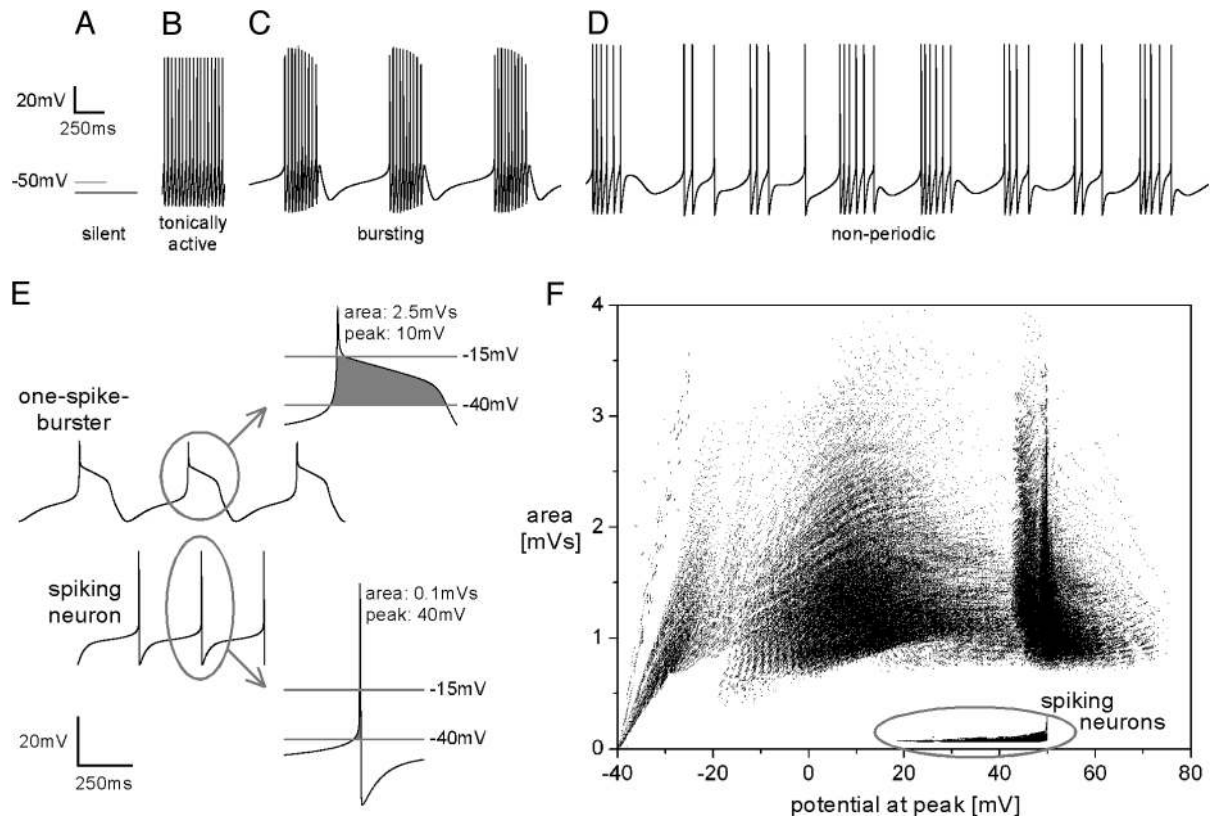 A
B
C
D
20mV
250ms
-50mV
silent
tonically
active
bursting
non-periodic
E
area: 2.5mVs
peak: 10mV
-15mV
-40mV
one-spike-
burster
spiking
neuron
area: 0.1mVs
peak: 40mV
-15mV
-40mV
20mV
250ms
F
4
3
2
1
0
area
[mVs]
spiking
neurons
-40 -20 0 20 40 60 80
potential at peak [mV]